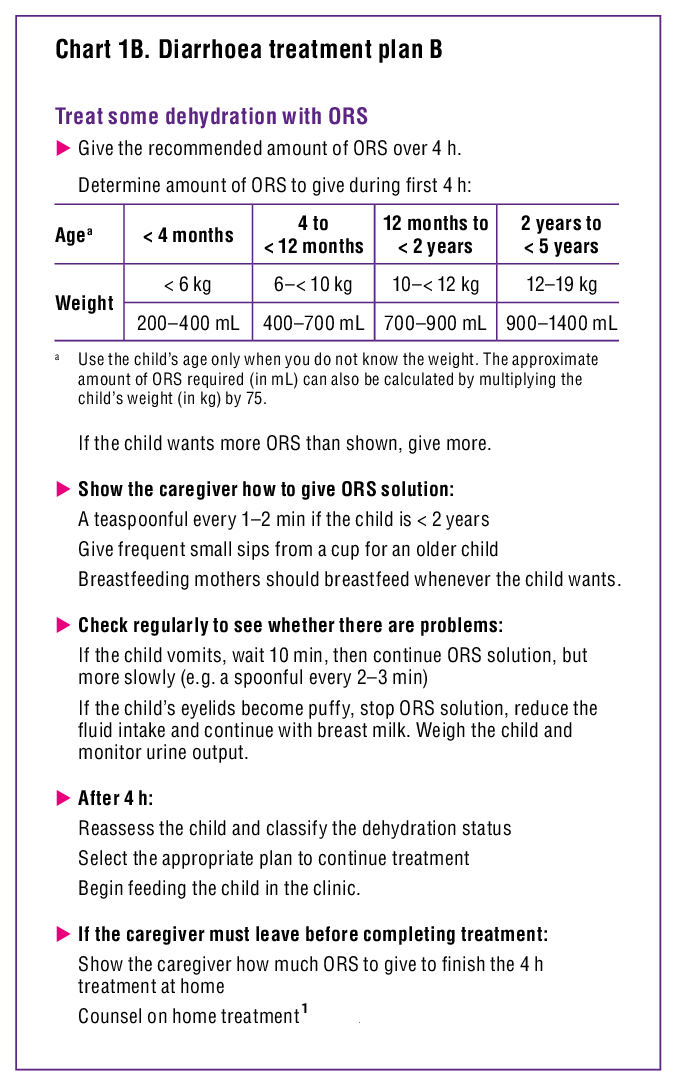 Chart 1B. Diarrhoea treatment plan B
Treat some dehydration with ORS
▶ Give the recommended amount of ORS over 4 h.
Determine amount of ORS to give during first 4 h:
Ageᵃ < 4 months 4 to < 12 months 12 months to < 2 years 2 years to < 5 years
Weight < 6 kg 6–< 10 kg 10–< 12 kg 12–19 kg
200–400 mL 400–700 mL 700–900 mL 900–1400 mL
ᵃ Use the child's age only when you do not know the weight. The approximate
amount of ORS required (in mL) can also be calculated by multiplying the
child's weight (in kg) by 75.
If the child wants more ORS than shown, give more.
▶ Show the caregiver how to give ORS solution:
A teaspoonful every 1–2 min if the child is < 2 years
Give frequent small sips from a cup for an older child
Breastfeeding mothers should breastfeed whenever the child wants.
▶ Check regularly to see whether there are problems:
If the child vomits, wait 10 min, then continue ORS solution, but
more slowly (e.g. a spoonful every 2–3 min)
If the child's eyelids become puffy, stop ORS solution, reduce the
fluid intake and continue with breast milk. Weigh the child and
monitor urine output.
▶ After 4 h:
Reassess the child and classify the dehydration status
Select the appropriate plan to continue treatment
Begin feeding the child in the clinic.
▶ If the caregiver must leave before completing treatment:
Show the caregiver how much ORS to give to finish the 4 h
treatment at home
Counsel on home treatment¹